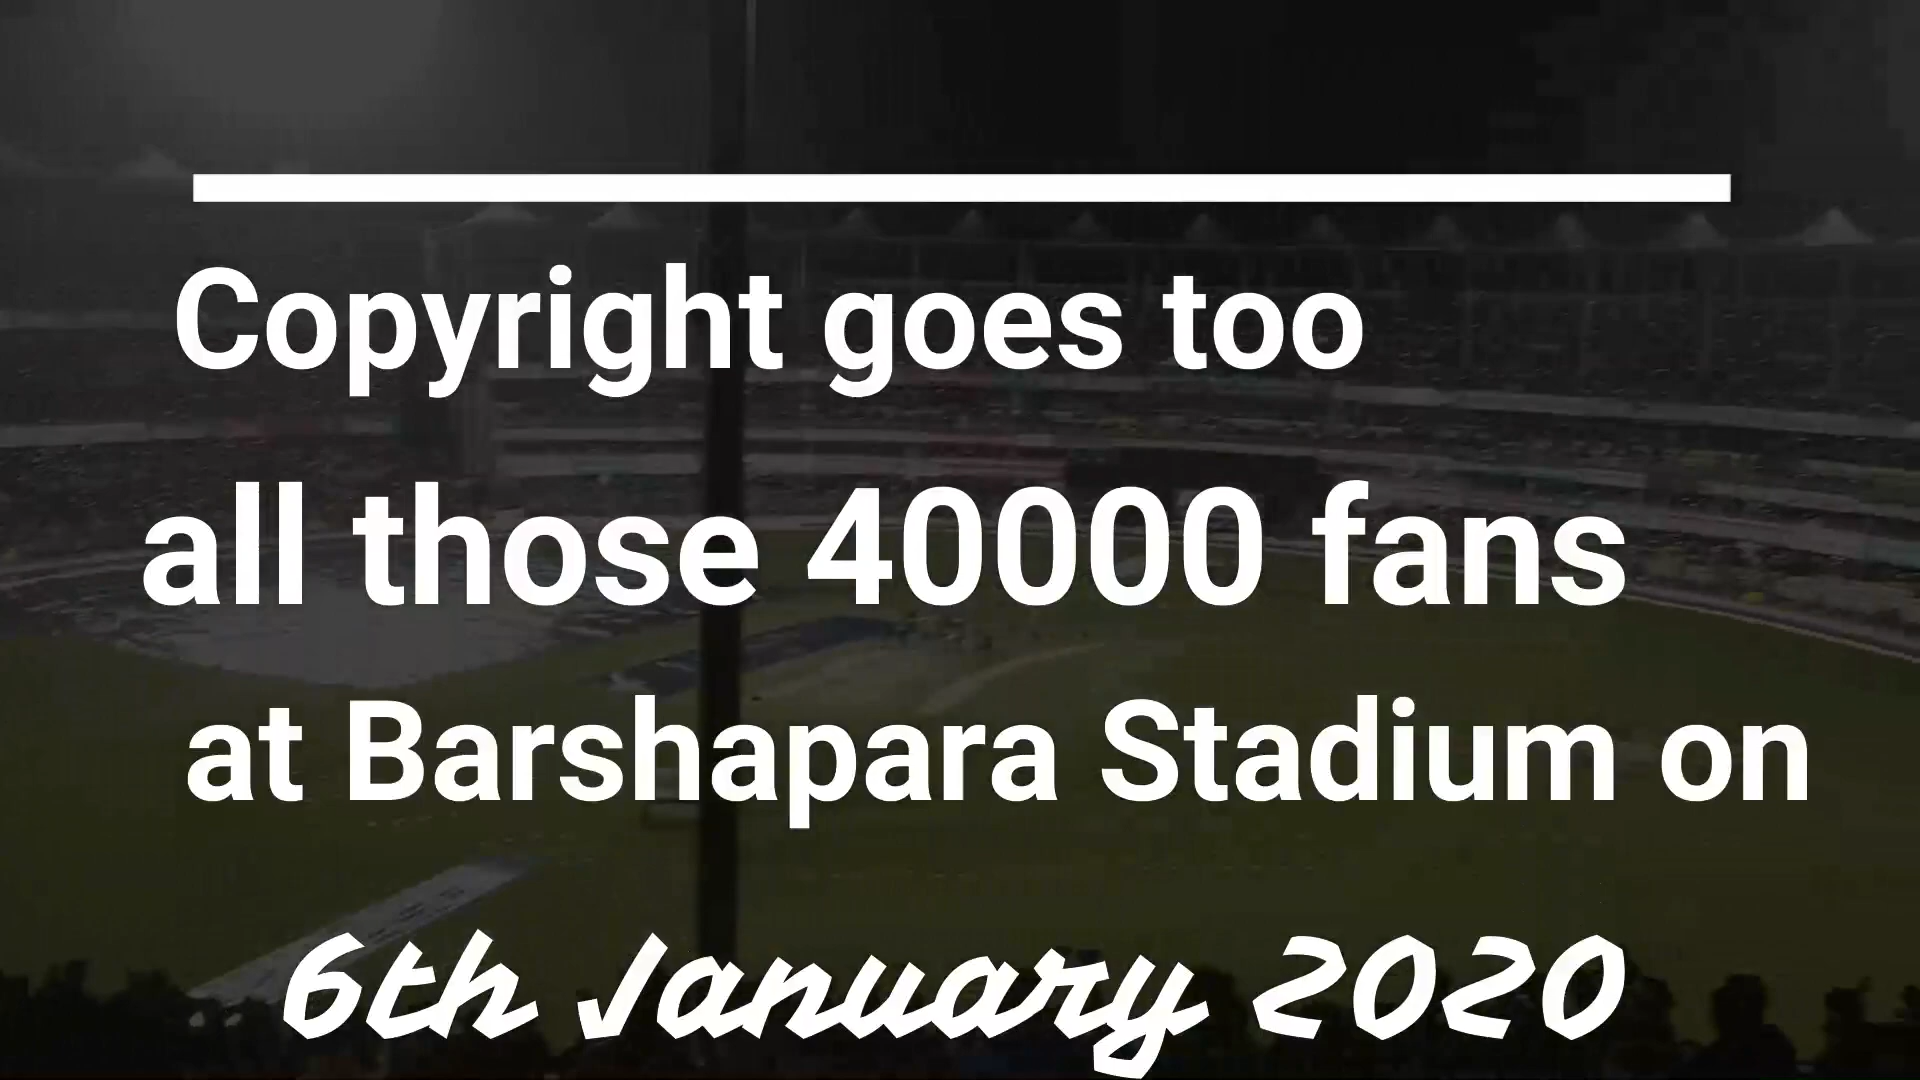 Copyright goes too
all those 40000 fans
at Barshapara Stadium on
6th January 2020